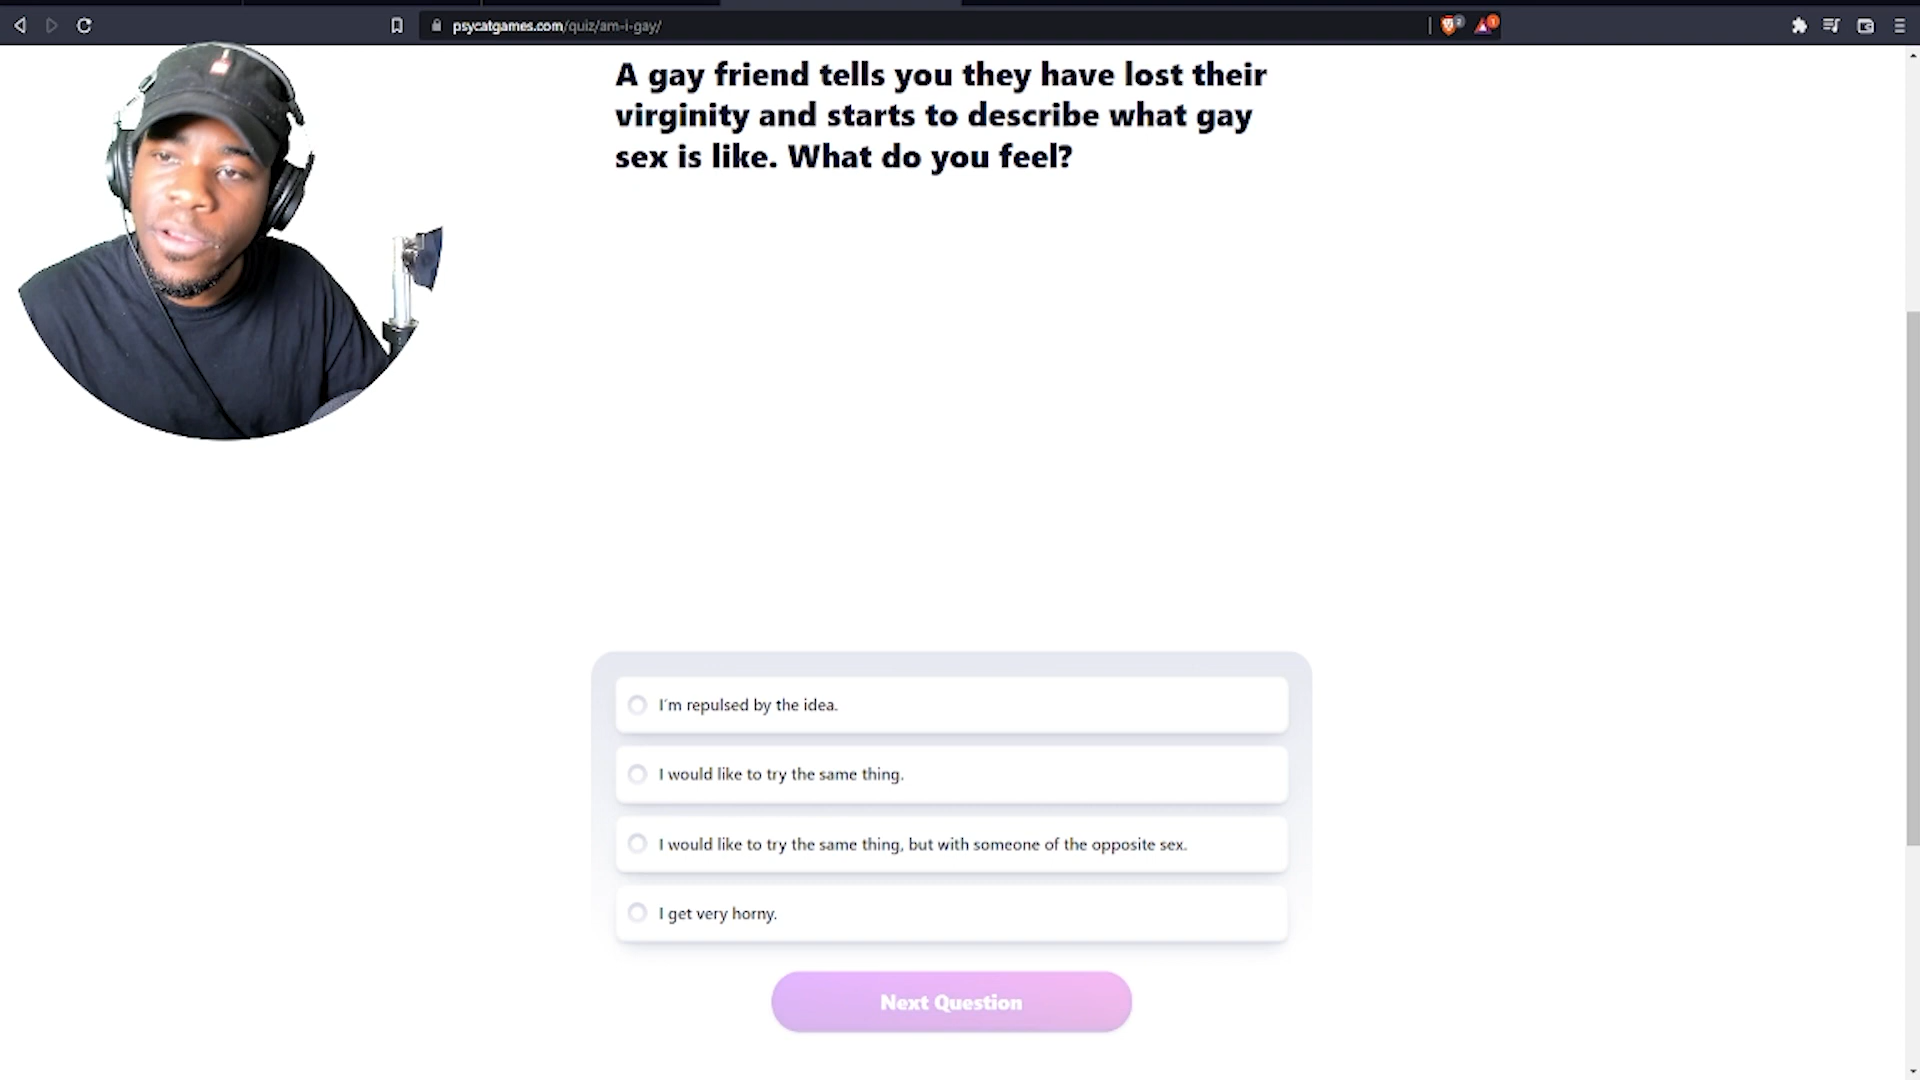 psycatgames.com/quiz/am-i-gay/
2
1
A gay friend tells you they have lost their
virginity and starts to describe what gay
sex is like. What do you feel?
I´m repulsed by the idea.
I would like to try the same thing.
I would like to try the same thing, but with someone of the opposite sex.
I get very horny.
Next Question